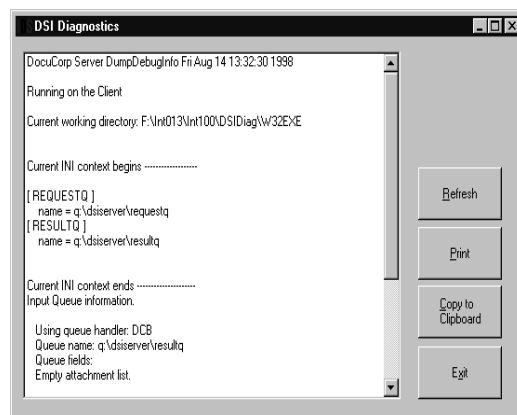 DSI Diagnostics
DocuCorp Server DumpDebugInfo Fri Aug 14 13:32:30 1998
Running on the Client
Current working directory: F:\Int013\Int100\DSIDiag\W32EXE
Current INI context begins -------------------
[ REQUESTQ ]
name = q:\dsiserver\requestq
[ RESULTQ ]
name = q:\dsiserver\resultq
Current INI context ends --------------------
Input Queue information.
Using queue handler: DCB
Queue name: q:\dsiserver\resultq
Queue fields:
Empty attachment list.
Refresh
Print
Copy to
Clipboard
Exit